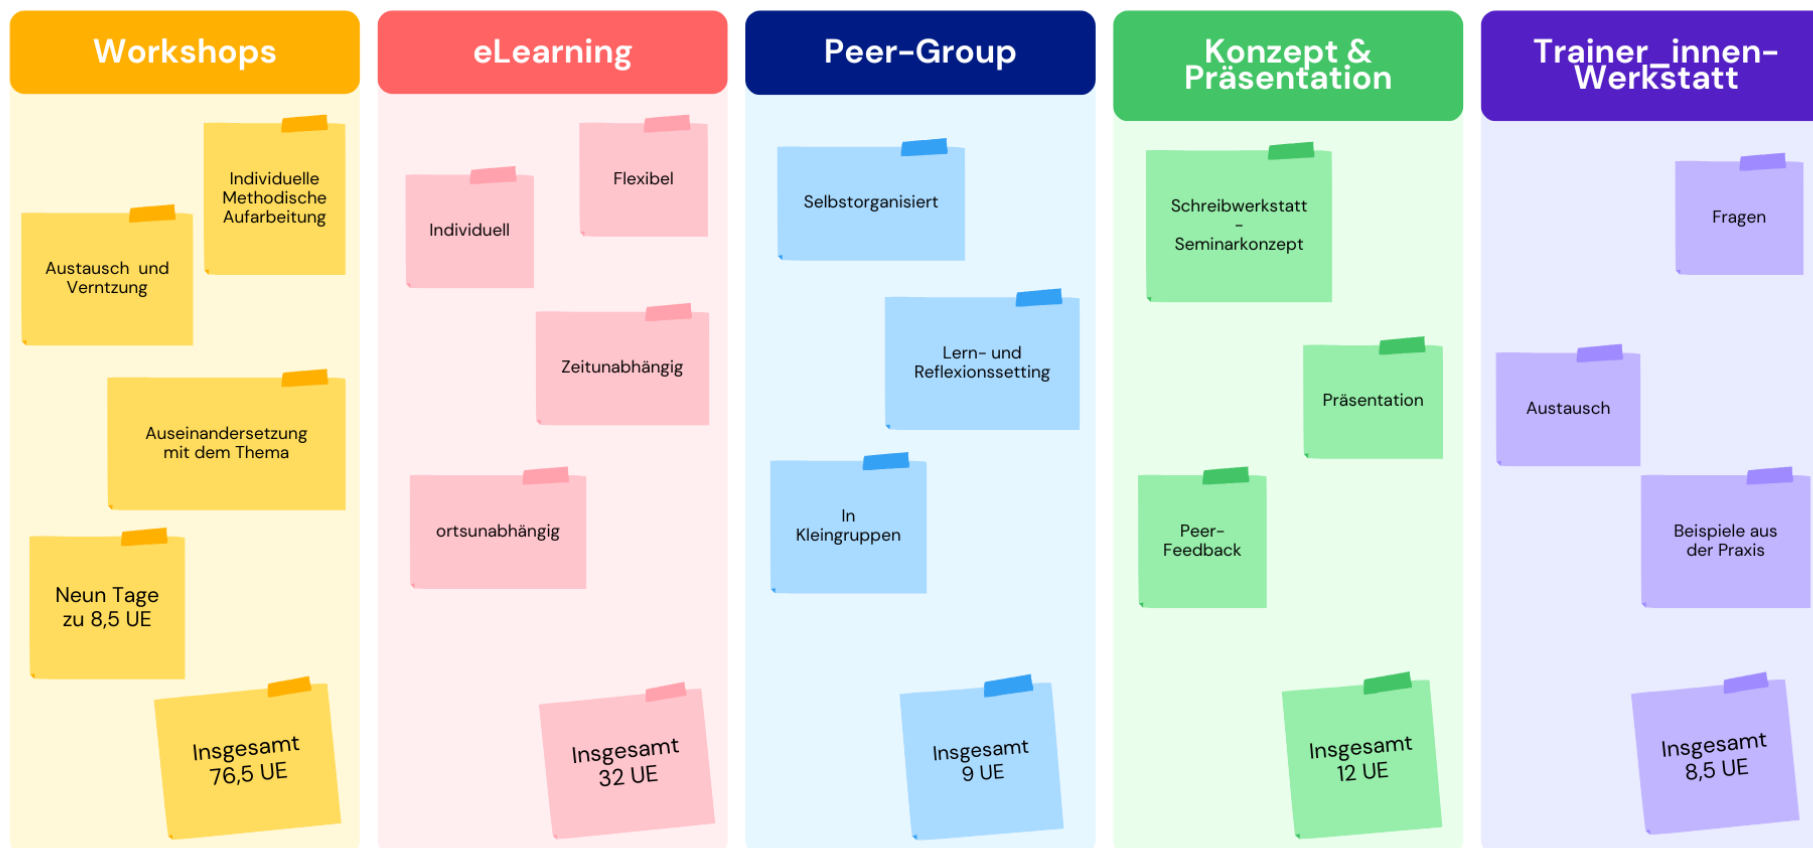 Workshops
Individuelle
Methodische
Aufarbeitung
Austausch  und
Verntzung
Auseinandersetzung
mit dem Thema
Neun Tage
zu 8,5 UE
Insgesamt
76,5 UE
eLearning
Flexibel
Individuell
Zeitunabhängig
ortsunabhängig
Insgesamt
32 UE
Peer-Group
Selbstorganisiert
Lern- und
Reflexionssetting
In
Kleingruppen
Insgesamt
9 UE
Konzept &
Präsentation
Schreibwerkstatt
-
Seminarkonzept
Präsentation
Peer-
Feedback
Insgesamt
12 UE
Trainer_innen-
Werkstatt
Fragen
Austausch
Beispiele aus
der Praxis
Insgesamt
8,5 UE